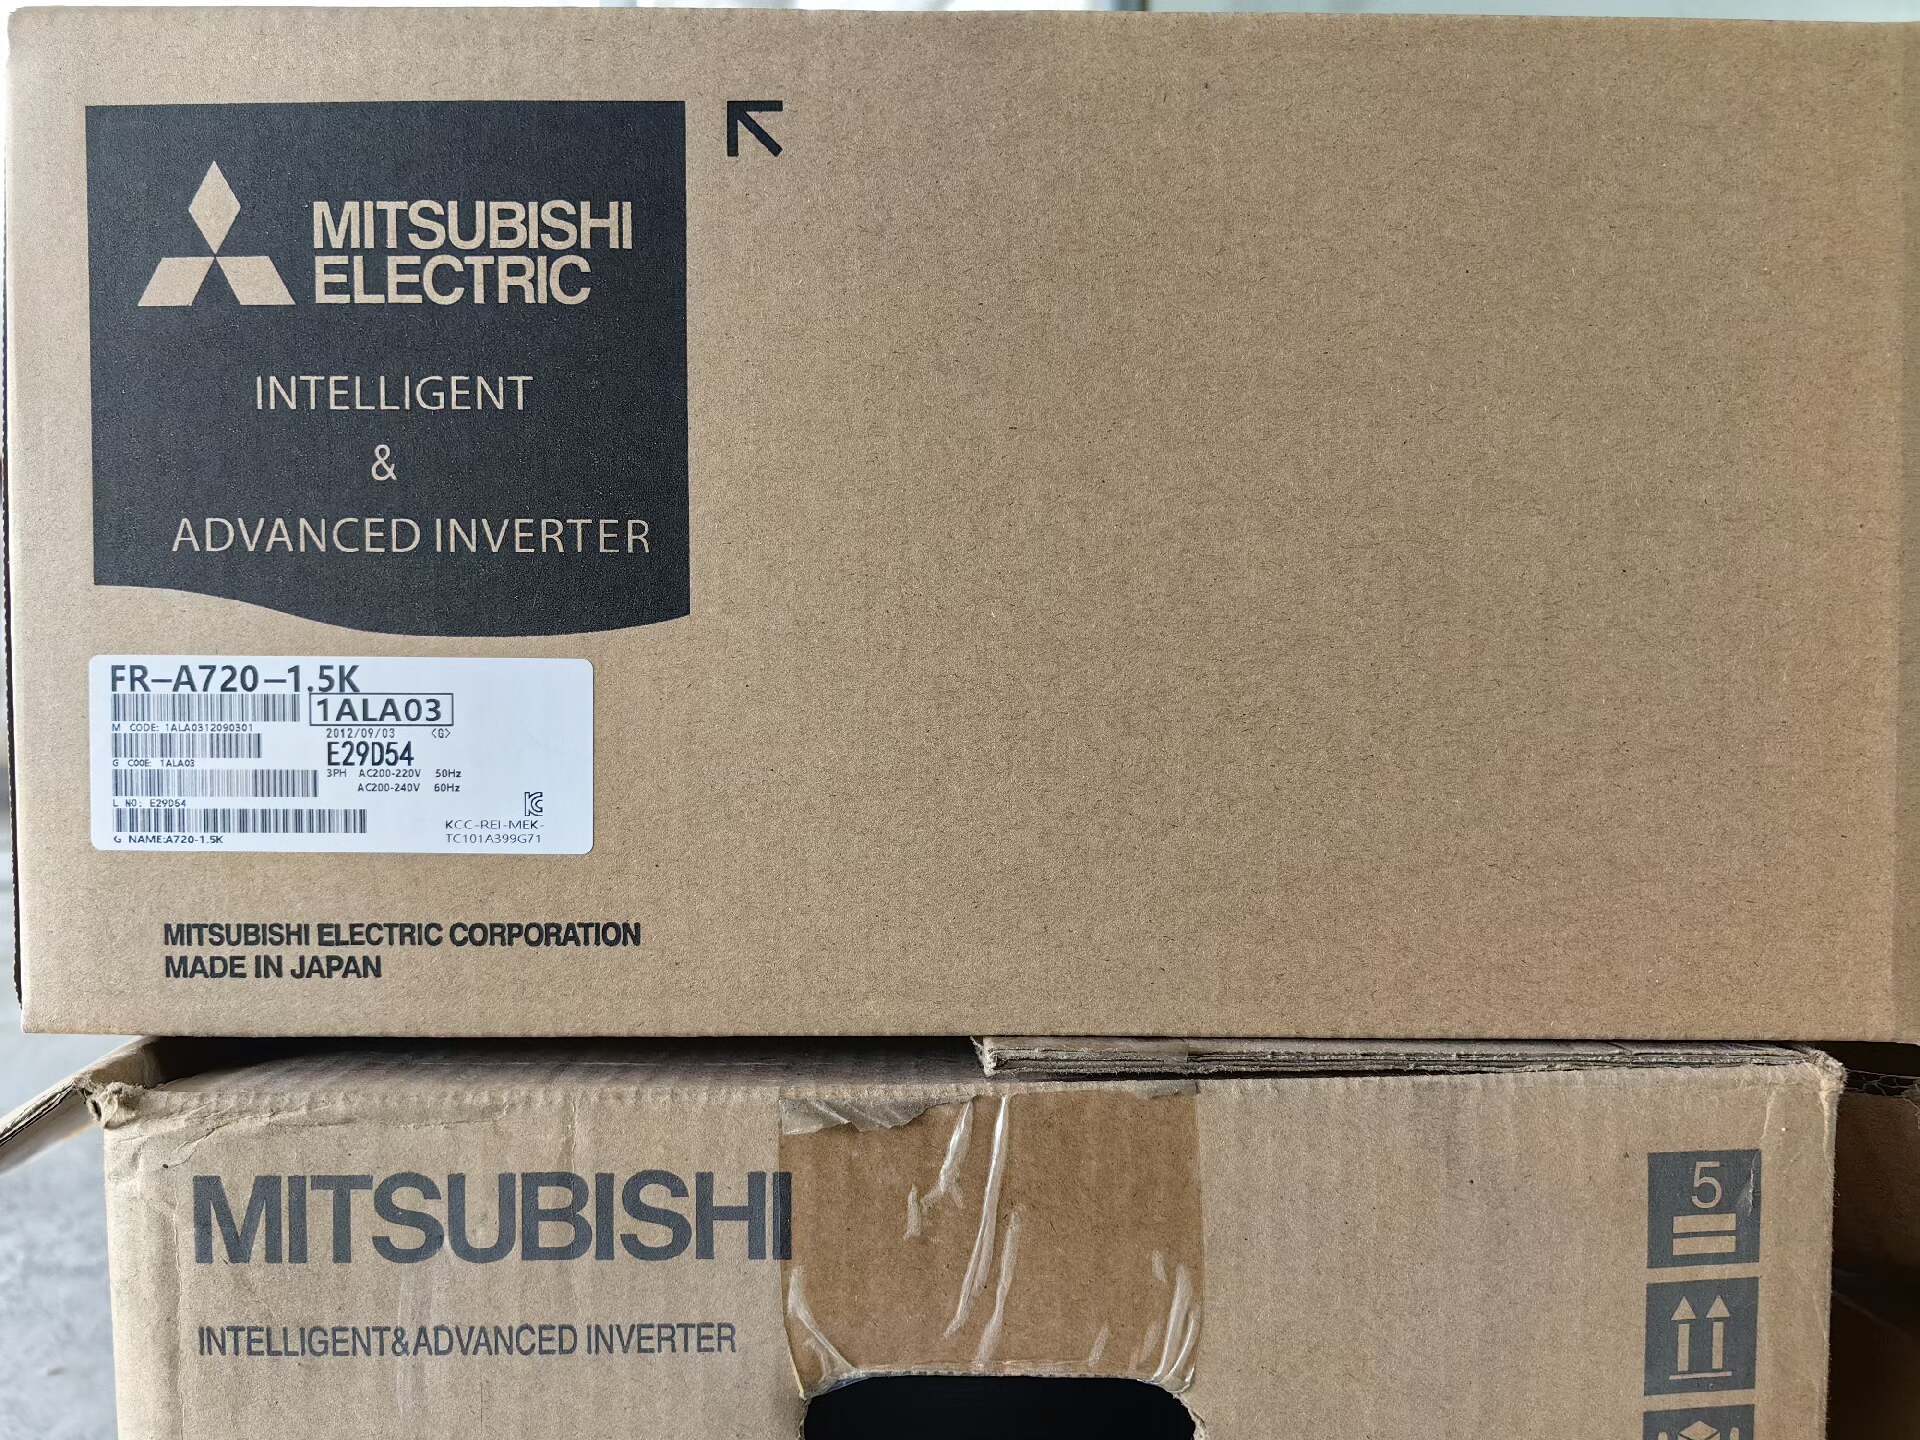 MITSUBISHI
ELECTRIC
INTELLIGENT
&
ADVANCED INVERTER
FR-A720-1.5K
1ALA03
M CODE: 1ALA0312090301
2012/09/03 <G>
E29D54
G CODE: 1ALA03
3PH AC200-220V 50Hz
AC200-240V 60Hz
L NO: E29D54
KC
KCC-REI-MEK-
TC101A399G71
G NAME:A720-1.5K
MITSUBISHI ELECTRIC CORPORATION
MADE IN JAPAN
MITSUBISHI
5
INTELLIGENT&ADVANCED INVERTER